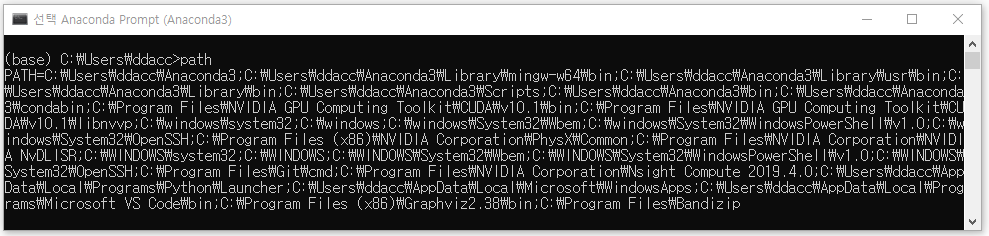 선택 Anaconda Prompt (Anaconda3)
(base) C:₩Users₩ddacc>path
PATH=C:₩Users₩ddacc₩Anaconda3;C:₩Users₩ddacc₩Anaconda3₩Library₩mingw-w64₩bin;C:₩Users₩ddacc₩Anaconda3₩Library₩usr₩bin;C:
₩Users₩ddacc₩Anaconda3₩Library₩bin;C:₩Users₩ddacc₩Anaconda3₩Scripts;C:₩Users₩ddacc₩Anaconda3₩bin;C:₩Users₩ddacc₩Anaconda
3₩condabin;C:₩Program Files₩NVIDIA GPU Computing Toolkit₩CUDA₩v10.1₩bin;C:₩Program Files₩NVIDIA GPU Computing Toolkit₩CU
DA₩v10.1₩libnvvp;C:₩windows₩system32;C:₩windows;C:₩windows₩System32₩Wbem;C:₩windows₩System32₩WindowsPowerShell₩v1.0;C:₩w
indows₩System32₩OpenSSH;C:₩Program Files (x86)₩NVIDIA Corporation₩PhysX₩Common;C:₩Program Files₩NVIDIA Corporation₩NVIDI
A NvDLISR;C:₩WINDOWS₩system32;C:₩WINDOWS;C:₩WINDOWS₩System32₩Wbem;C:₩WINDOWS₩System32₩WindowsPowerShell₩v1.0;C:₩WINDOWS₩
System32₩OpenSSH;C:₩Program Files₩Git₩cmd;C:₩Program Files₩NVIDIA Corporation₩Nsight Compute 2019.4.0;C:₩Users₩ddacc₩App
Data₩Local₩Programs₩Python₩Launcher;C:₩Users₩ddacc₩AppData₩Local₩Microsoft₩WindowsApps;C:₩Users₩ddacc₩AppData₩Local₩Prog
rams₩Microsoft VS Code₩bin;C:₩Program Files (x86)₩Graphviz2.38₩bin;C:₩Program Files₩Bandizip